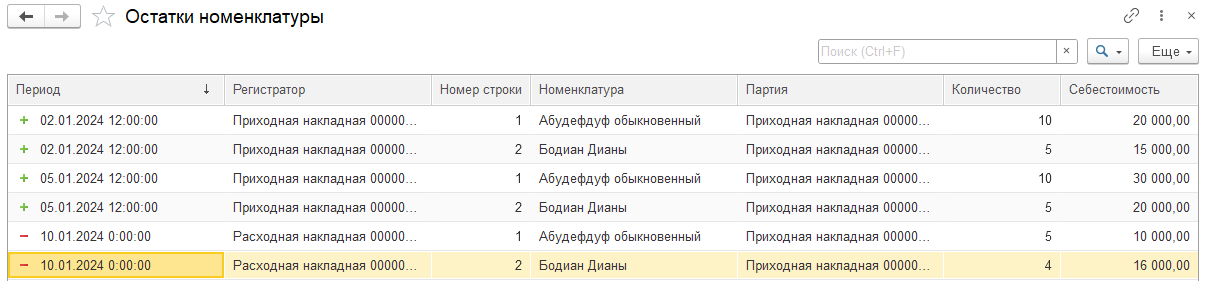 Остатки номенклатуры
Поиск (Ctrl+F) × Еще
Период ↓ Регистратор Номер строки Номенклатура Партия Количество Себестоимость
+ 02.01.2024 12:00:00 Приходная накладная 00000... 1 Абудефдуф обыкновенный Приходная накладная 00000... 10 20 000,00
+ 02.01.2024 12:00:00 Приходная накладная 00000... 2 Бодиан Дианы Приходная накладная 00000... 5 15 000,00
+ 05.01.2024 12:00:00 Приходная накладная 00000... 1 Абудефдуф обыкновенный Приходная накладная 00000... 10 30 000,00
+ 05.01.2024 12:00:00 Приходная накладная 00000... 2 Бодиан Дианы Приходная накладная 00000... 5 20 000,00
− 10.01.2024 0:00:00 Расходная накладная 00000... 1 Абудефдуф обыкновенный Приходная накладная 00000... 5 10 000,00
− 10.01.2024 0:00:00 Расходная накладная 00000... 2 Бодиан Дианы Приходная накладная 00000... 4 16 000,00